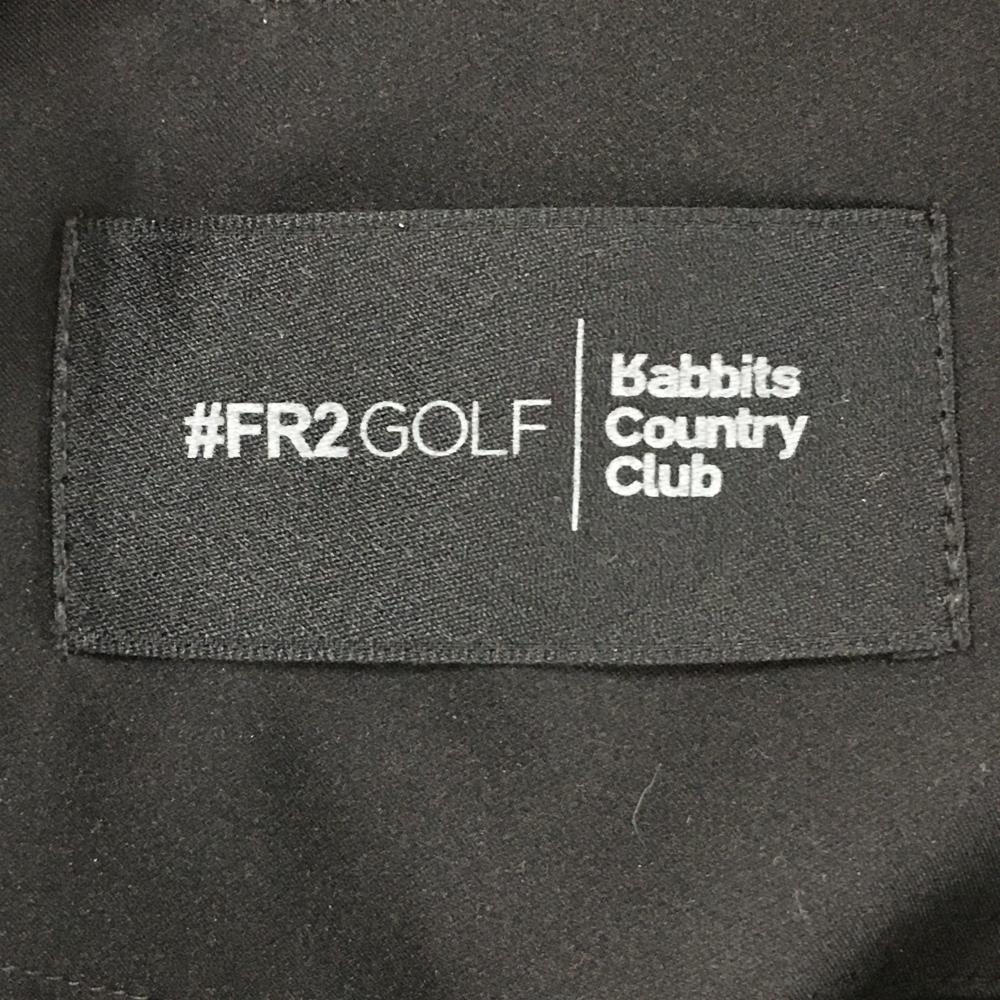 #FR2GOLF
Rabbits
Country
Club